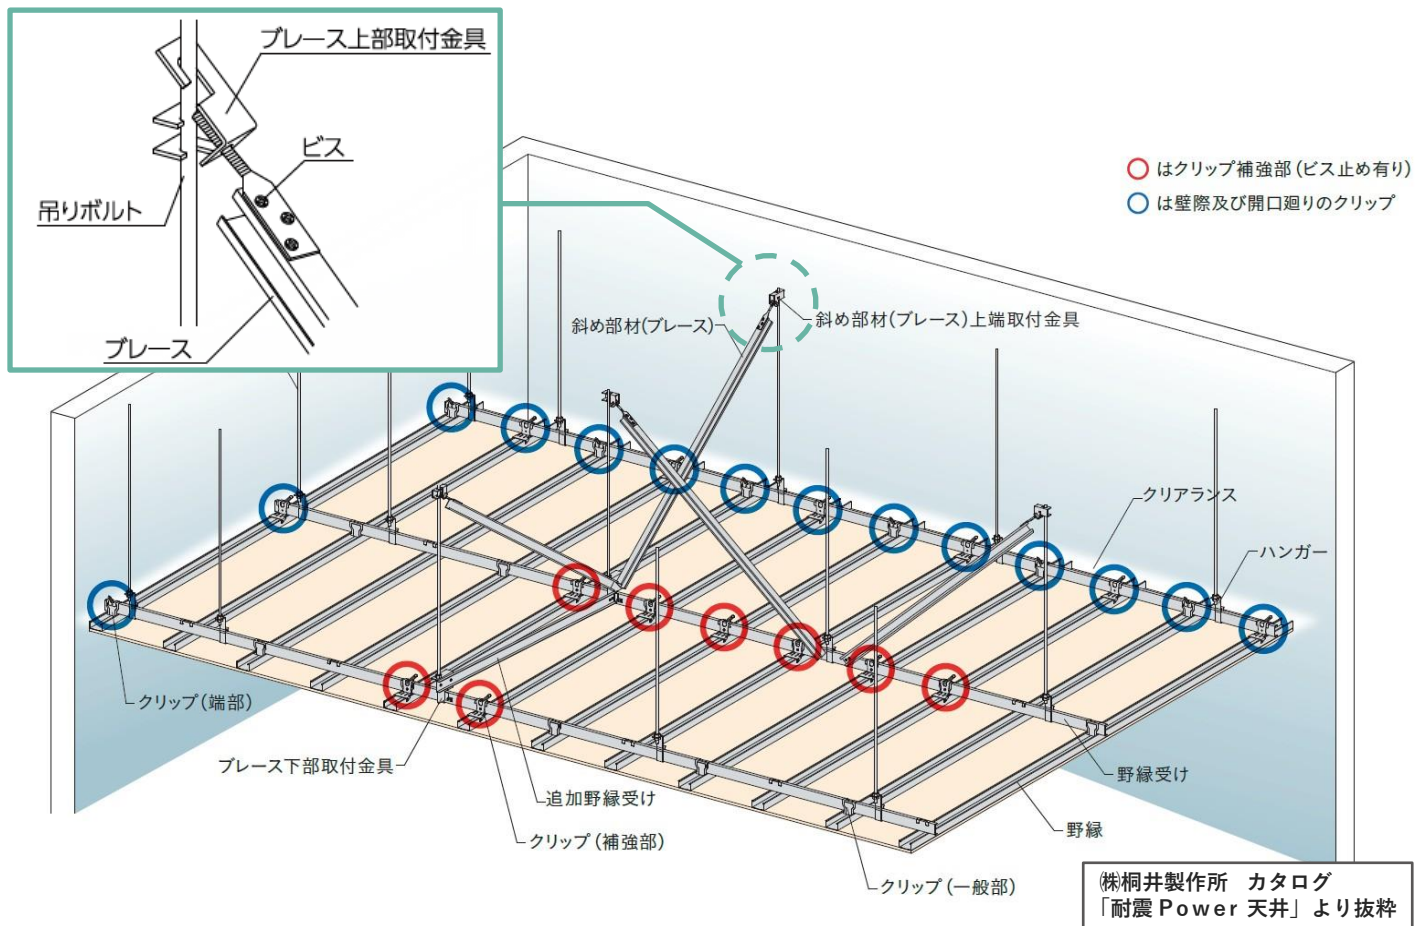 ブレース上部取付金具
ビス
吊りボルト
ブレース
はクリップ補強部(ビス止め有り)
は壁際及び開口廻りのクリップ
斜め部材(ブレース)
斜め部材(ブレース)上端取付金具
クリアランス
ハンガー
クリップ(端部)
ブレース下部取付金具
追加野縁受け
クリップ(補強部)
野縁受け
野縁
クリップ(一般部)
㈱桐井製作所 カタログ
「耐震 Power 天井」より抜粋